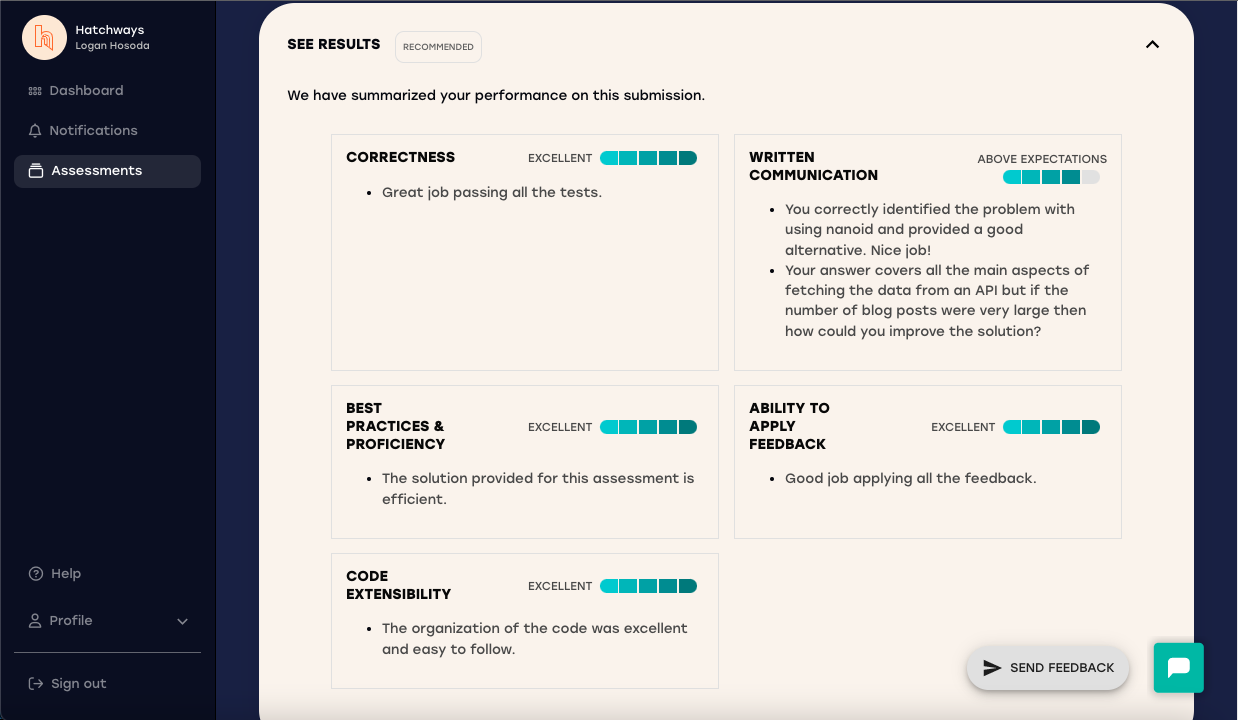 Hatchways
Logan Hosoda
Dashboard
Notifications
Assessments
Help
Profile
Sign out
SEE RESULTS
RECOMMENDED
We have summarized your performance on this submission.
CORRECTNESS
EXCELLENT
Great job passing all the tests.
WRITTEN
COMMUNICATION
ABOVE EXPECTATIONS
You correctly identified the problem with
using nanoid and provided a good
alternative. Nice job!
Your answer covers all the main aspects of
fetching the data from an API but if the
number of blog posts were very large then
how could you improve the solution?
BEST
PRACTICES &
PROFICIENCY
EXCELLENT
The solution provided for this assessment is
efficient.
ABILITY TO
APPLY
FEEDBACK
EXCELLENT
Good job applying all the feedback.
CODE
EXTENSIBILITY
EXCELLENT
The organization of the code was excellent
and easy to follow.
SEND FEEDBACK